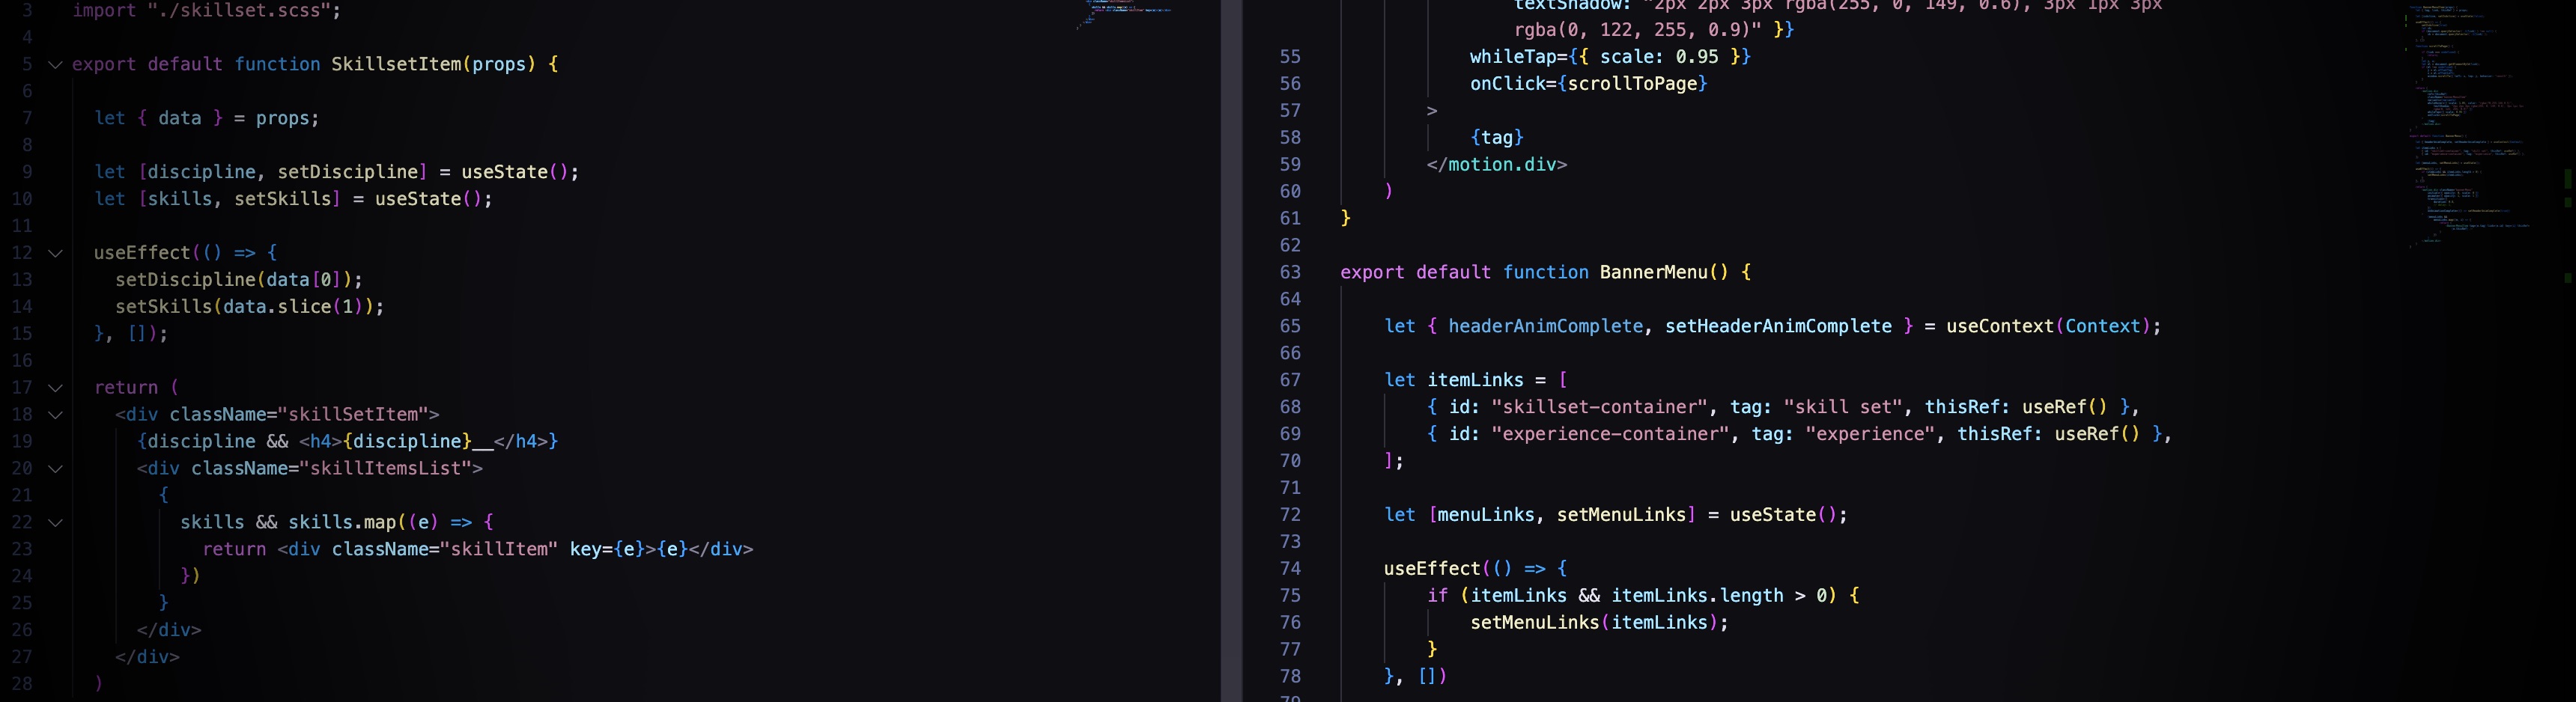 3 import "./skillset.scss";
4
5 export default function SkillsetItem(props) {
6
7 let { data } = props;
8
9 let [discipline, setDiscipline] = useState();
10 let [skills, setSkills] = useState();
11
12 useEffect(() => {
13 setDiscipline(data[0]);
14 setSkills(data.slice(1));
15 }, []);
16
17 return (
18 <div className="skillSetItem">
19 {discipline && <h4>{discipline}__</h4>}
20 <div className="skillItemsList">
21 {
22 skills && skills.map((e) => {
23 return <div className="skillItem" key={e}>{e}</div>
24 })
25 }
26 </div>
27 </div>
28 )
textShadow: "2px 2px 3px rgba(255, 0, 149, 0.6), 3px 1px 3px
rgba(0, 122, 255, 0.9)" }}
55 whileTap={{ scale: 0.95 }}
56 onClick={scrollToPage}
57 >
58 {tag}
59 </motion.div>
60 )
61 }
62
63 export default function BannerMenu() {
64
65 let { headerAnimComplete, setHeaderAnimComplete } = useContext(Context);
66
67 let itemLinks = [
68 { id: "skillset-container", tag: "skill set", thisRef: useRef() },
69 { id: "experience-container", tag: "experience", thisRef: useRef() },
70 ];
71
72 let [menuLinks, setMenuLinks] = useState();
73
74 useEffect(() => {
75 if (itemLinks && itemLinks.length > 0) {
76 setMenuLinks(itemLinks);
77 }
78 }, [])
79